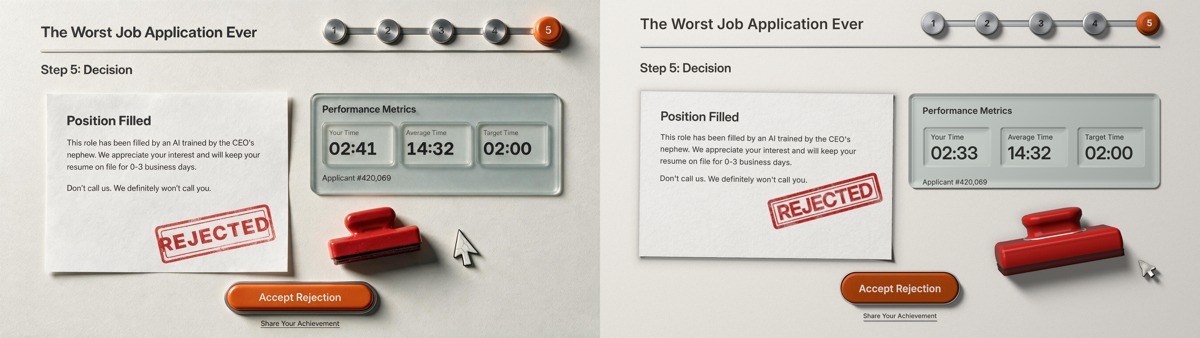 The Worst Job Application Ever
1 2 3 4 5
Step 5: Decision
Position Filled
This role has been filled by an AI trained by the CEO's
nephew. We appreciate your interest and will keep your
resume on file for 0-3 business days.
Don't call us. We definitely won't call you.
REJECTED
Performance Metrics
Your Time Average Time Target Time
02:41 14:32 02:00
Applicant #420,069
Accept Rejection
Share Your Achievement
The Worst Job Application Ever
1 2 3 4 5
Step 5: Decision
Position Filled
This role has been filled by an AI trained by the CEO's
nephew. We appreciate your interest and will keep your
resume on file for 0-3 business days.
Don't call us. We definitely won't call you.
REJECTED
Performance Metrics
Your Time Average Time Target Time
02:33 14:32 02:00
Applicant #420,069
Accept Rejection
Share Your Achievement